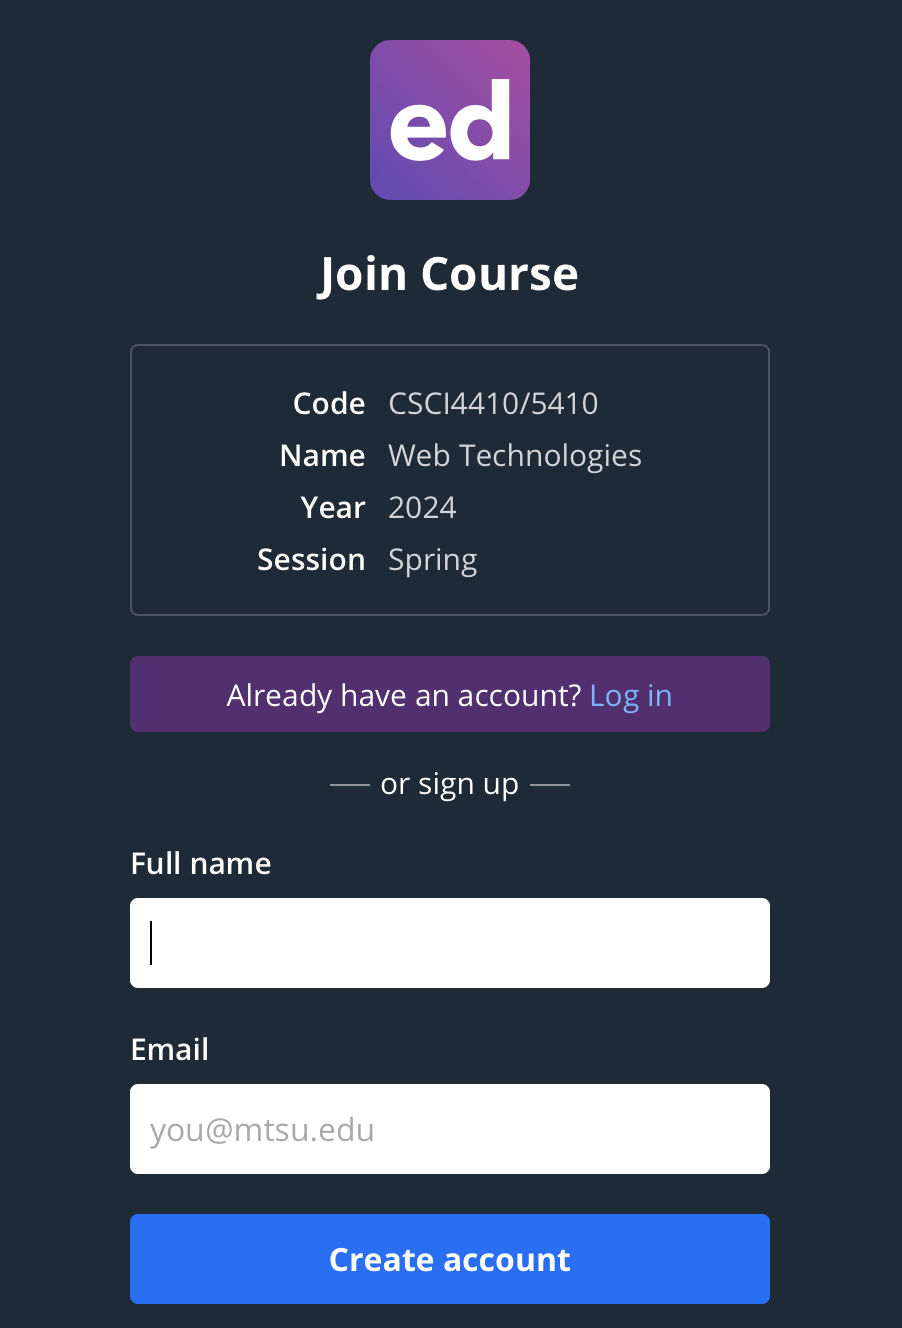 ed
Join Course
Code CSCI4410/5410
Name Web Technologies
Year 2024
Session Spring
Already have an account? Log in
or sign up
Full name
Email
you@mtsu.edu
Create account